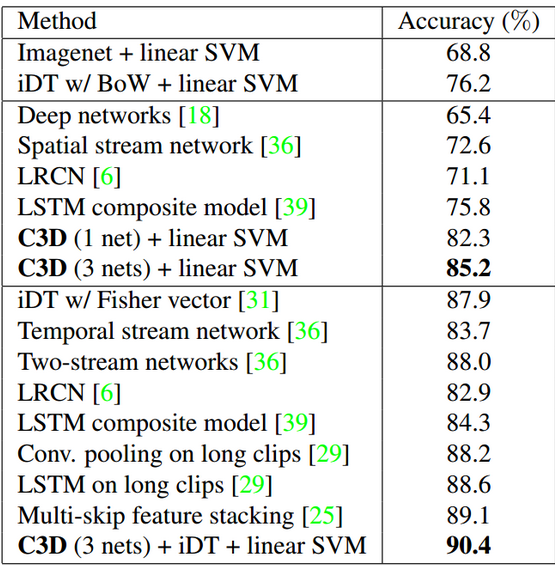 Method Accuracy (%)
Imagenet + linear SVM 68.8
iDT w/ BoW + linear SVM 76.2
Deep networks [18] 65.4
Spatial stream network [36] 72.6
LRCN [6] 71.1
LSTM composite model [39] 75.8
C3D (1 net) + linear SVM 82.3
C3D (3 nets) + linear SVM 85.2
iDT w/ Fisher vector [31] 87.9
Temporal stream network [36] 83.7
Two-stream networks [36] 88.0
LRCN [6] 82.9
LSTM composite model [39] 84.3
Conv. pooling on long clips [29] 88.2
LSTM on long clips [29] 88.6
Multi-skip feature stacking [25] 89.1
C3D (3 nets) + iDT + linear SVM 90.4